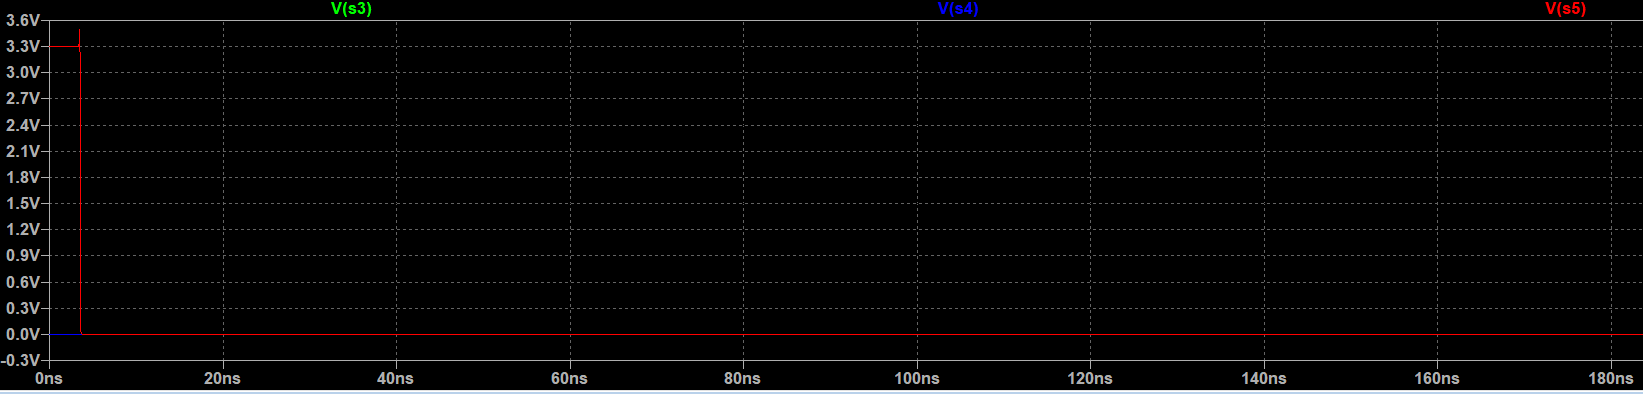 V(s3) V(s4) V(s5)
3.6V
3.3V
3.0V
2.7V
2.4V
2.1V
1.8V
1.5V
1.2V
0.9V
0.6V
0.3V
0.0V
-0.3V
0ns 20ns 40ns 60ns 80ns 100ns 120ns 140ns 160ns 180ns